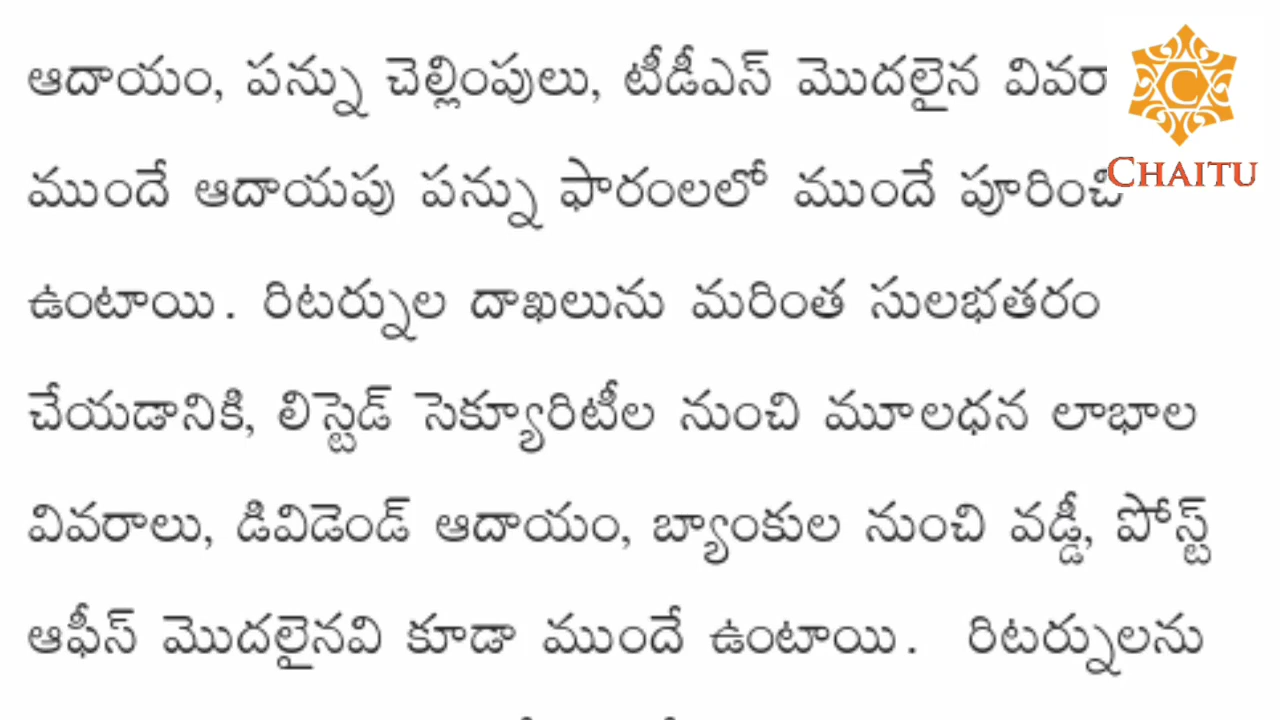 ఆదాయం, పన్ను చెల్లింపులు, టీడీఎస్ మొదలైన
CHAITU
ముందే ఆదాయపు పన్ను ఫారంలలో ముందే పూరించి
ఉంటాయి. రిటర్నుల దాఖలును మరింత సులభతరం
చేయడానికి, లిస్టెడ్ సెక్యూరిటీల నుంచి మూలధన లాభాల
వివరాలు, డివిడెండ్ ఆదాయం, బ్యాంకుల నుంచి వడ్డీ, పోస్ట్
ఆఫీస్ మొదలైనవి కూడా ముందే ఉంటాయి. రిటర్నులను